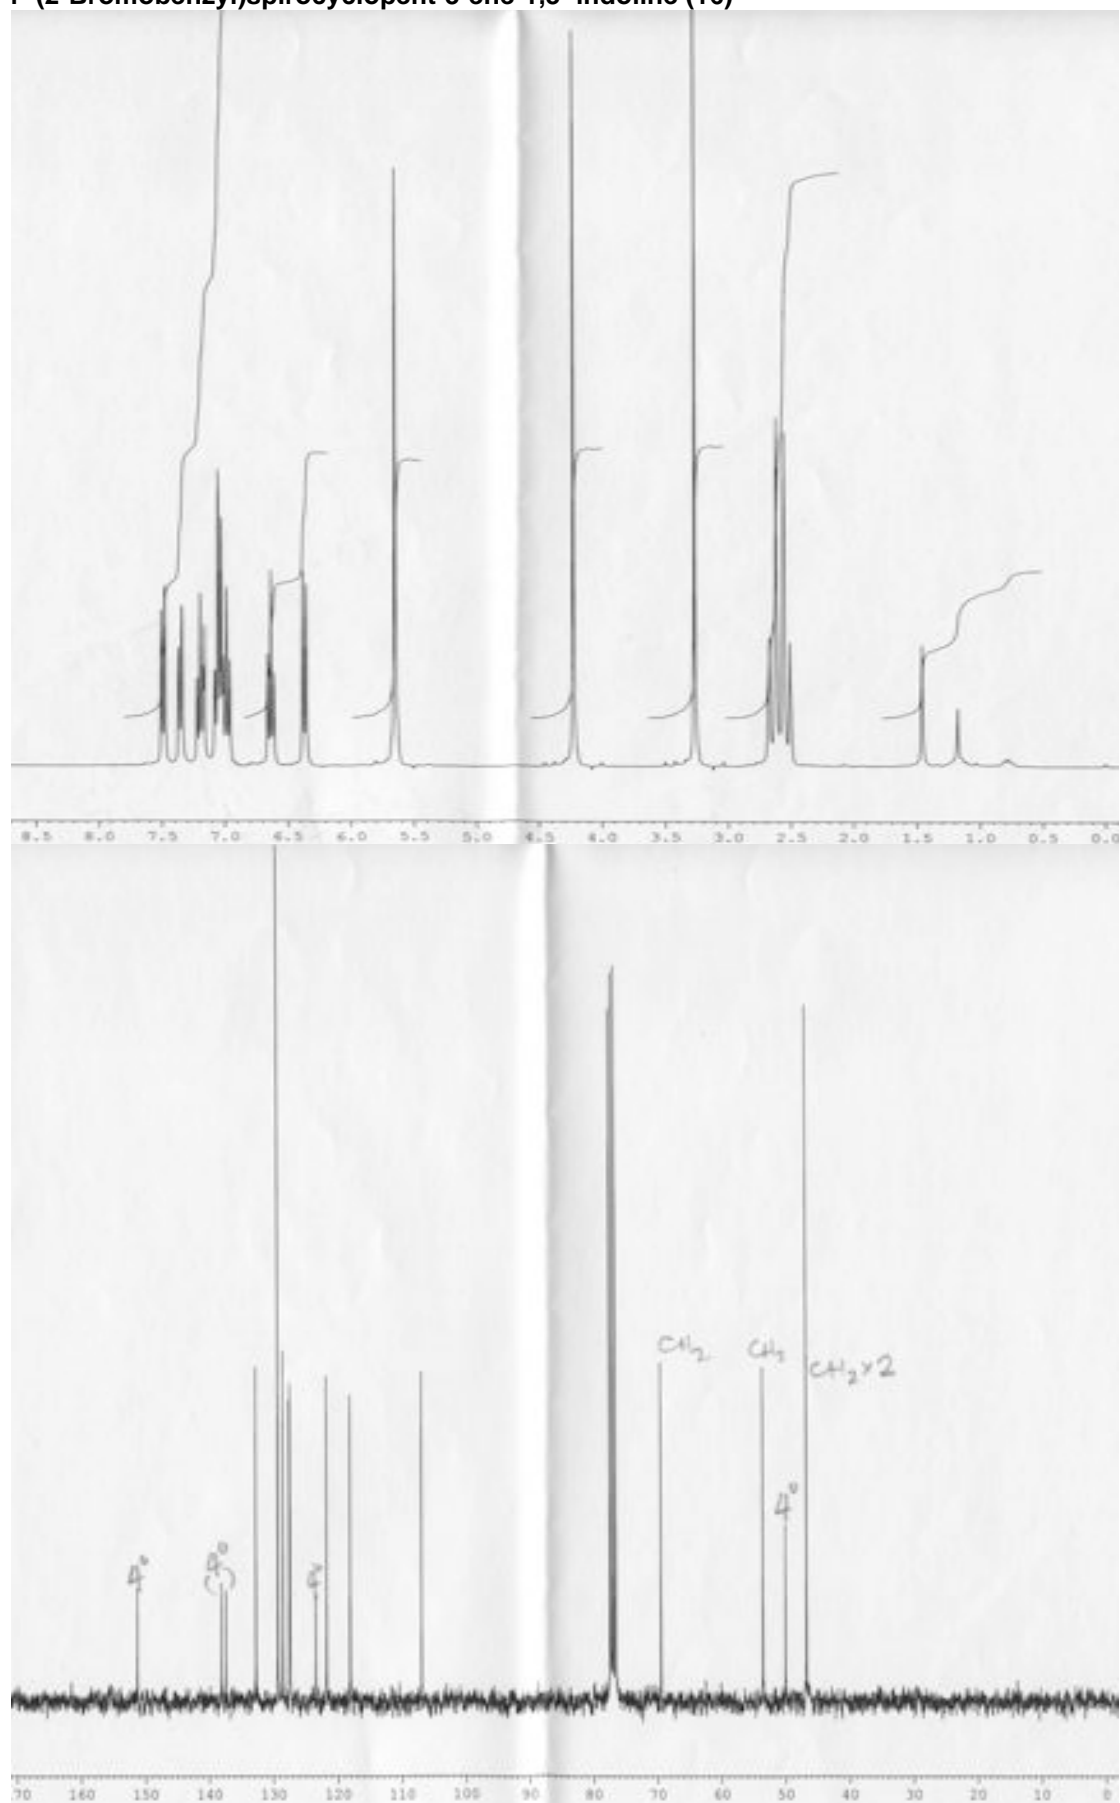 1'-(2-Bromobenzyl)spirocyclopent-3-ene-1,3'-indoline
8.5 8.0 7.5 7.0 6.5 6.0 5.5 5.0 4.5 4.0 3.5 3.0 2.5 2.0 1.5 1.0 0.5 0.0
CH₂ CH₂
CH₂×2
4°
4° 4° 4°
70 160 150 140 130 120 110 100 90 80 70 60 50 40 30 20 10 0